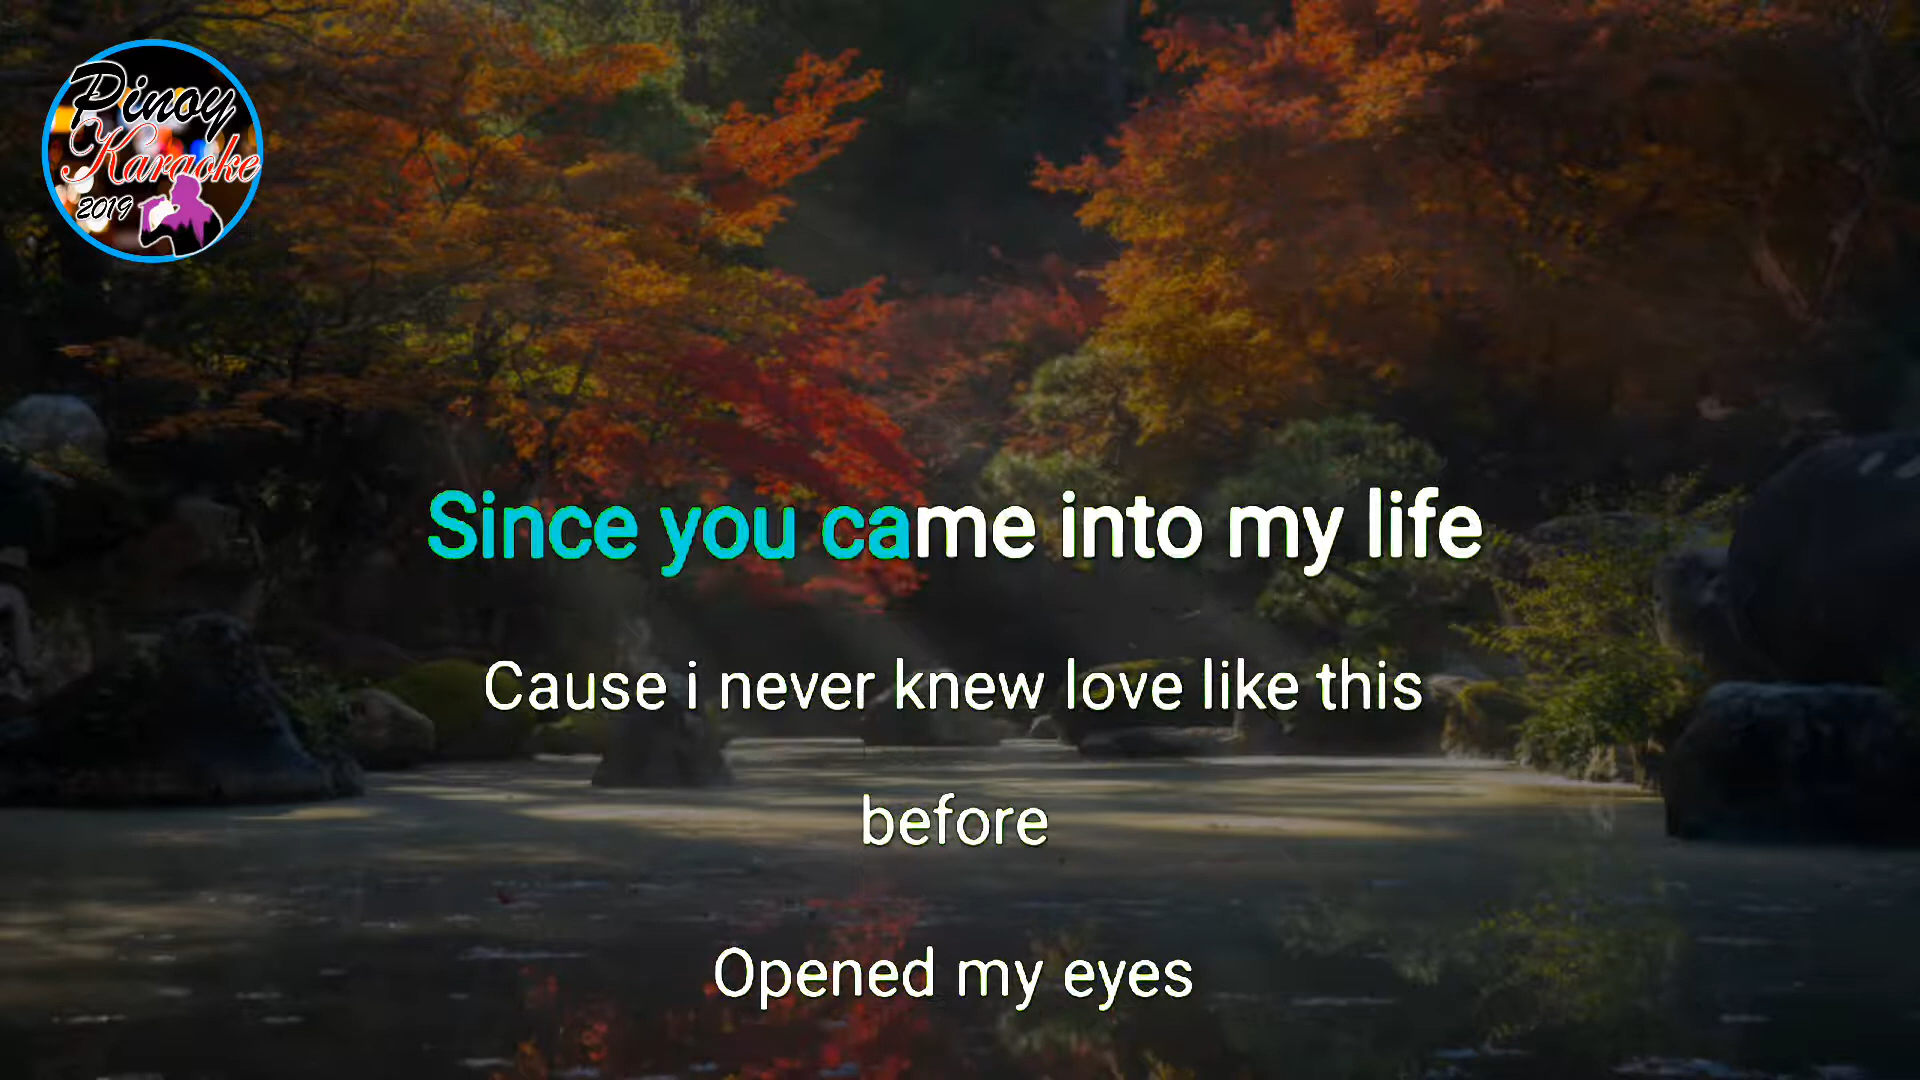 Pinoy
Karaoke
2019
Since you came into my life
Cause i never knew love like this
before
Opened my eyes